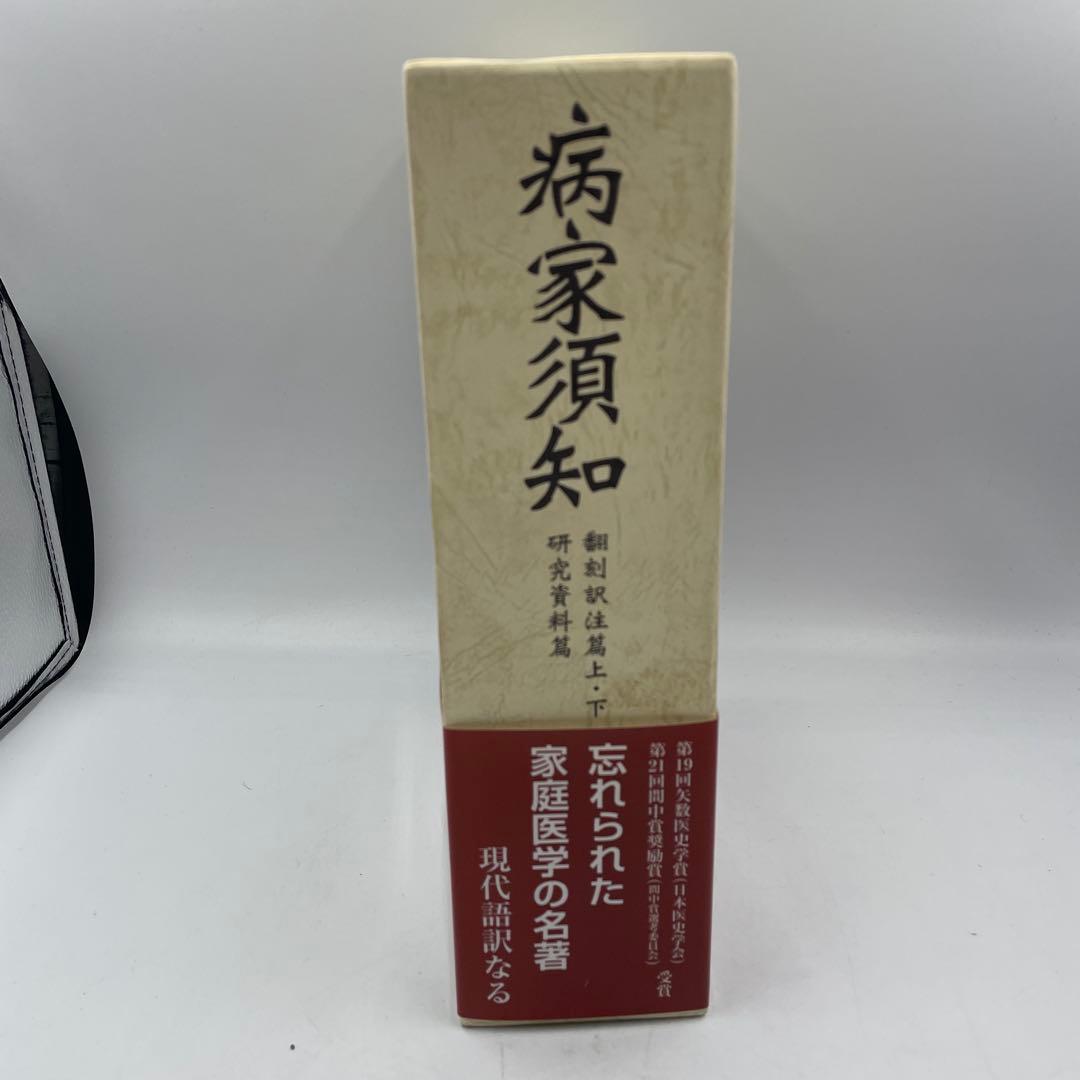 病家須知
翻刻訳注篇上・下
研究資料篇
第19回矢数医史学賞(日本医史学会)
第21回間中賞奨励賞(間中賞選考委員会)受賞
忘れられた
家庭医学の名著
現代語訳なる